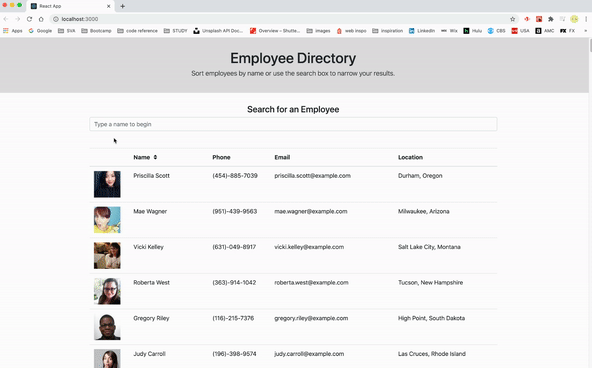 React App
localhost:3000
Apps Google SVA Bootcamp code reference STUDY Unsplash API Doc... Overview – Shuttle... images web inspo inspiration LinkedIn Wix Hulu CBS USA AMC FX
Employee Directory
Sort employees by name or use the search box to narrow your results.
Search for an Employee
Type a name to begin
Name Phone Email Location
Priscilla Scott (454)-885-7039 priscilla.scott@example.com Durham, Oregon
Mae Wagner (951)-439-9563 mae.wagner@example.com Milwaukee, Arizona
Vicki Kelley (631)-049-8917 vicki.kelley@example.com Salt Lake City, Montana
Roberta West (363)-914-1042 roberta.west@example.com Tucson, New Hampshire
Gregory Riley (116)-215-7376 gregory.riley@example.com High Point, South Dakota
Judy Carroll (196)-398-9574 judy.carroll@example.com Las Cruces, Rhode Island